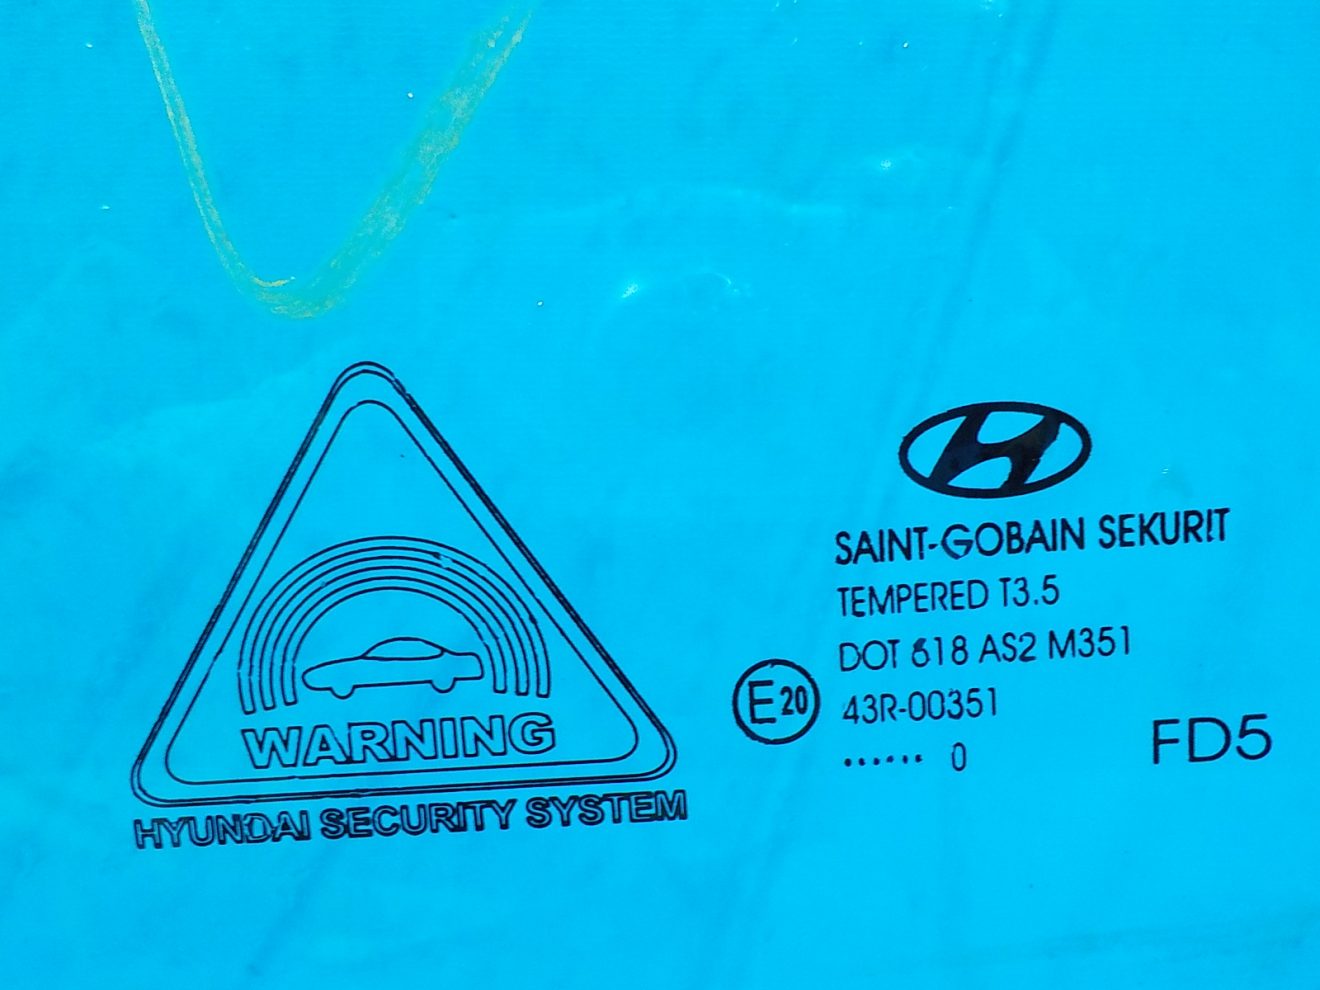 WARNING
HYUNDAI SECURITY SYSTEM
SAINT-GOBAIN SEKURIT
TEMPERED T3.5
DOT 618 AS2 M351
E20
43R-00351
...... 0
FD5